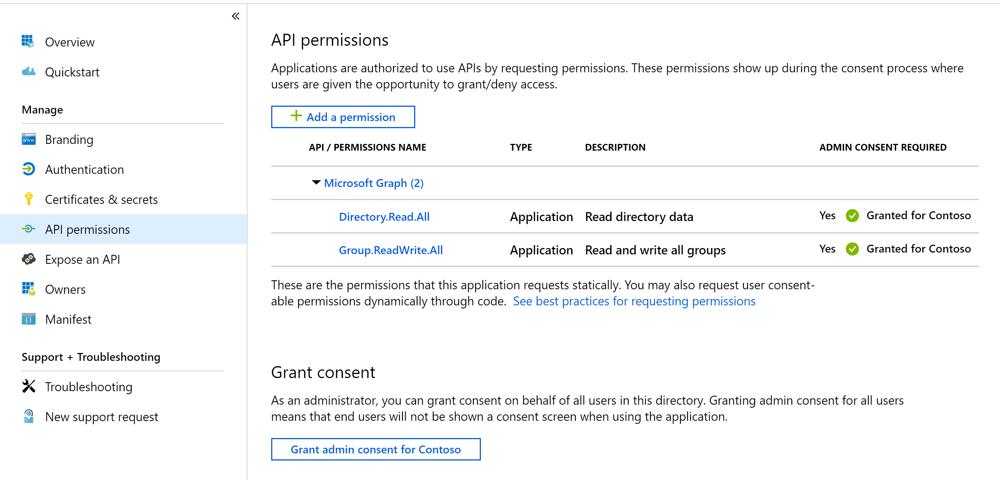 Overview
Quickstart
Manage
www
Branding
Authentication
Certificates & secrets
API permissions
Expose an API
Owners
{ }
Manifest
Support + Troubleshooting
Troubleshooting
New support request
API permissions
Applications are authorized to use APIs by requesting permissions. These permissions show up during the consent process where
users are given the opportunity to grant/deny access.
Add a permission
API / PERMISSIONS NAME TYPE DESCRIPTION ADMIN CONSENT REQUIRED
Microsoft Graph (2)
Directory.Read.All Application Read directory data Yes Granted for Contoso
Group.ReadWrite.All Application Read and write all groups Yes Granted for Contoso
These are the permissions that this application requests statically. You may also request user consent-
able permissions dynamically through code. See best practices for requesting permissions
Grant consent
As an administrator, you can grant consent on behalf of all users in this directory. Granting admin consent for all users
means that end users will not be shown a consent screen when using the application.
Grant admin consent for Contoso